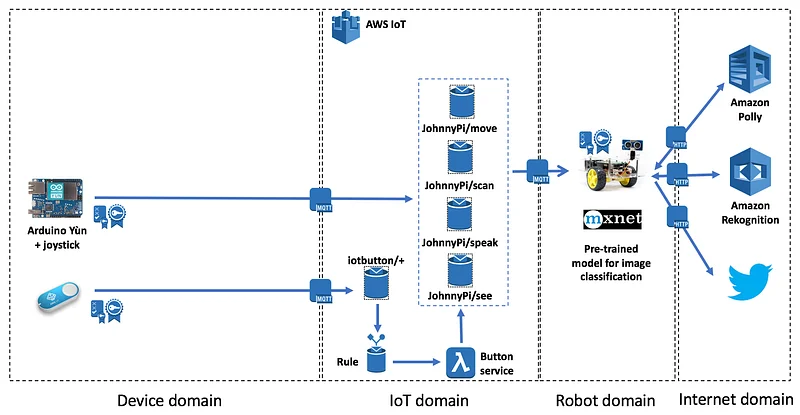 AWS IoT
JohnnyPi/move
JohnnyPi/scan
JohnnyPi/speak
JohnnyPi/see
MQTT
Arduino Yùn
+ joystick
MQTT
iotbutton/+
Rule
Button
service
MQTT
mxnet
Pre-trained
model for image
classification
HTTP
HTTP
HTTP
Amazon
Polly
Amazon
Rekognition
Device domain
IoT domain
Robot domain
Internet domain